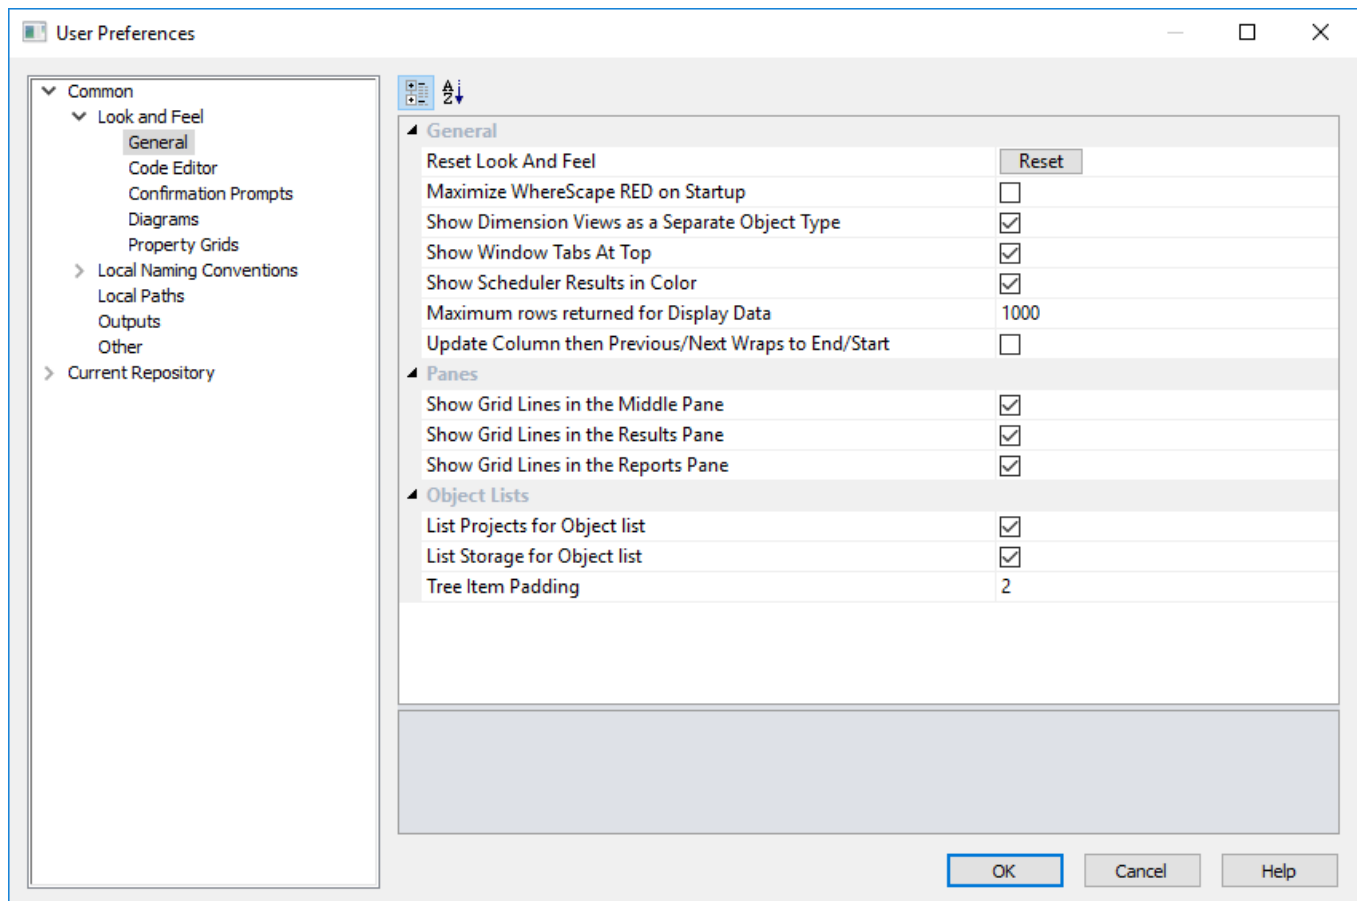 User Preferences
Common
Look and Feel
General
Code Editor
Confirmation Prompts
Diagrams
Property Grids
Local Naming Conventions
Local Paths
Outputs
Other
Current Repository
General
Reset Look And Feel Reset
Maximize WhereScape RED on Startup
Show Dimension Views as a Separate Object Type
Show Window Tabs At Top
Show Scheduler Results in Color
Maximum rows returned for Display Data 1000
Update Column then Previous/Next Wraps to End/Start
Panes
Show Grid Lines in the Middle Pane
Show Grid Lines in the Results Pane
Show Grid Lines in the Reports Pane
Object Lists
List Projects for Object list
List Storage for Object list
Tree Item Padding 2
OK Cancel Help